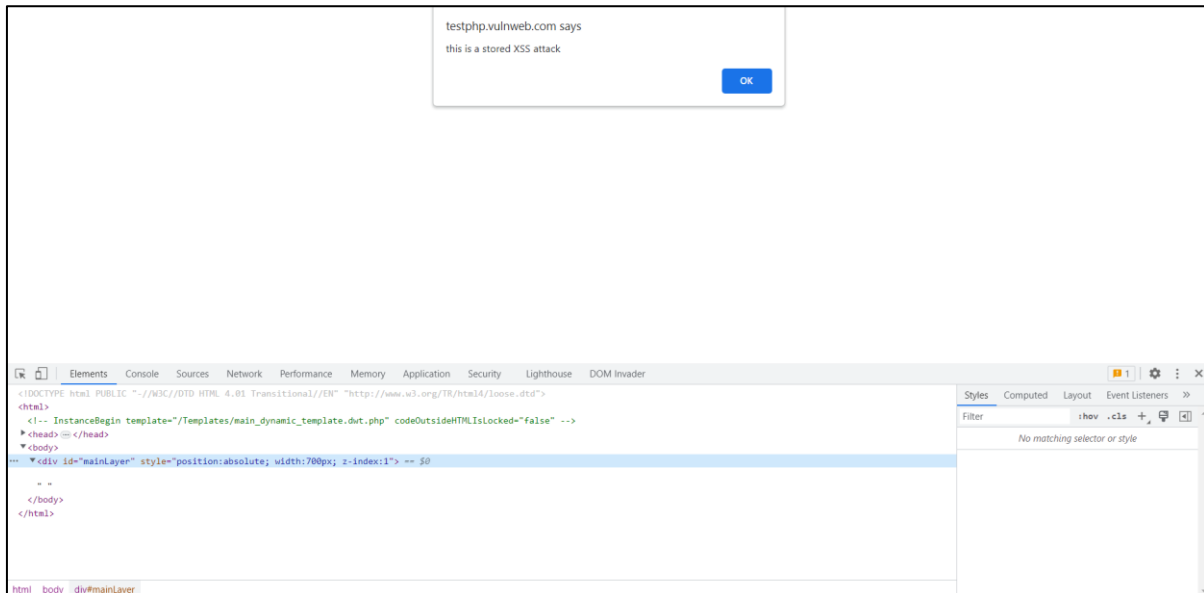 testphp.vulnweb.com says
this is a stored XSS attack
OK
Elements Console Sources Network Performance Memory Application Security Lighthouse DOM Invader 1
<!DOCTYPE html PUBLIC "-//W3C//DTD HTML 4.01 Transitional//EN" "http://www.w3.org/TR/html4/loose.dtd">
<html>
<!-- InstanceBegin template="/Templates/main_dynamic_template.dwt.php" codeOutsideHTMLIsLocked="false" -->
▶<head>…</head>
▼<body>
… ▼<div id="mainLayer" style="position:absolute; width:700px; z-index:1"> == $0
" "
</body>
</html>
html body div#mainLayer
Styles Computed Layout Event Listeners »
Filter :hov .cls +
No matching selector or style